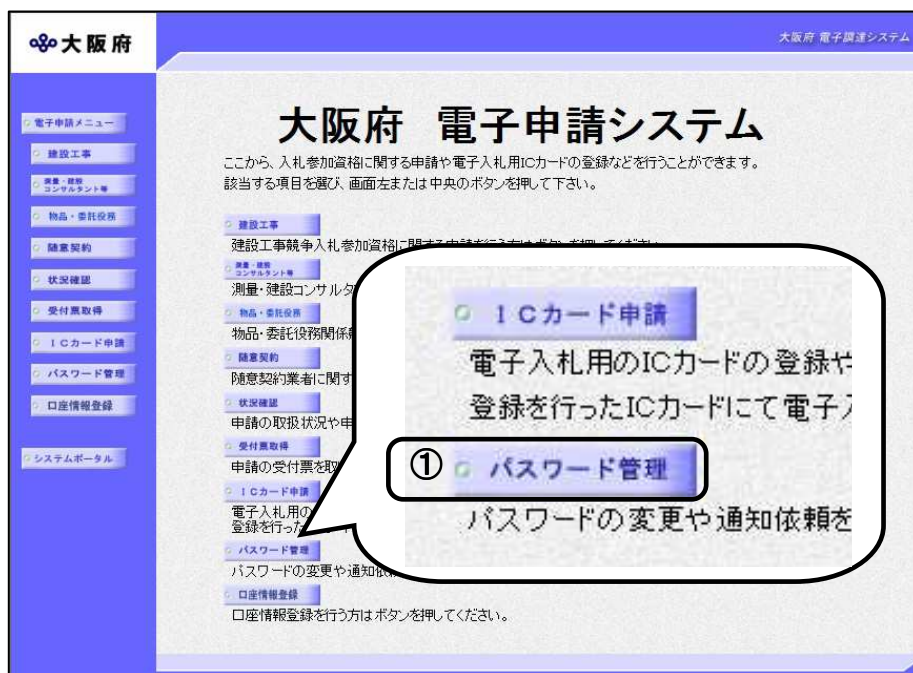 大阪府
大阪府 電子調達システム
電子申請メニュー
建設工事
測量・建設
コンサルタント等
物品・委託役務
随意契約
状況確認
受付票取得
ICカード申請
パスワード管理
口座情報登録
システムポータル
大阪府 電子申請システム
ここから、入札参加資格に関する申請や電子入札用ICカードの登録などを行うことができます。
該当する項目を選び、画面左または中央のボタンを押して下さい。
建設工事
建設工事競争入札参加資格に関する申請を行う方はボタンを押してください。
測量・建設
コンサルタント等
測量・建設コンサルタ
物品・委託役務
物品・委託役務関係
随意契約
随意契約業者に関す
状況確認
申請の取扱状況や申
受付票取得
申請の受付票を取
ICカード申請
電子入札用の
登録を行った
パスワード管理
パスワードの変更や通知依
口座情報登録
口座情報登録を行う方はボタンを押してください。
ICカード申請
電子入札用のICカードの登録や
登録を行ったICカードにて電子入
① パスワード管理
パスワードの変更や通知依頼を